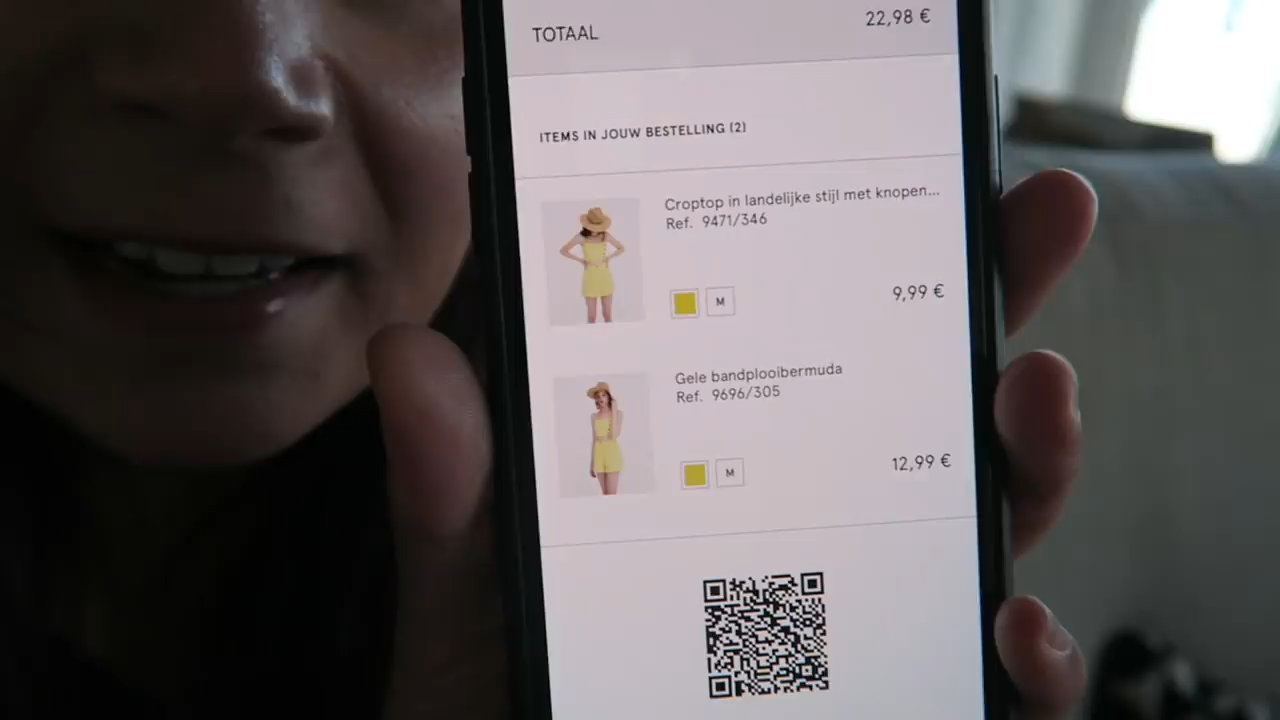 TOTAAL 22,98 €
ITEMS IN JOUW BESTELLING (2)
Croptop in landelijke stijl met knopen...
Ref. 9471/346
M
9,99 €
Gele bandplooibermuda
Ref. 9696/305
M
12,99 €